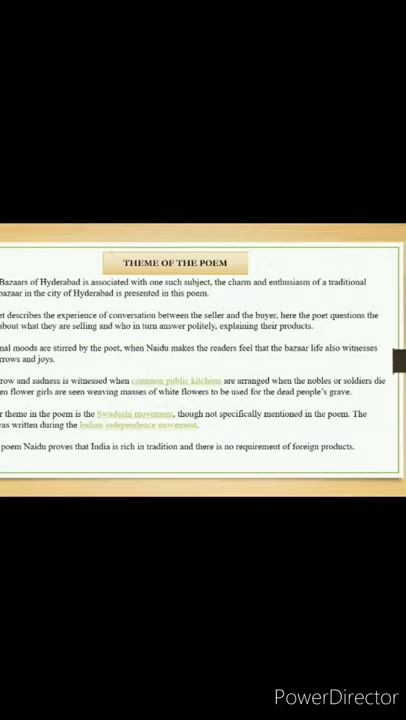 THEME OF THE POEM
Bazaars of Hyderabad is associated with one such subject, the charm and enthusiasm of a traditional
bazaar in the city of Hyderabad is presented in this poem.
et describes the experience of conversation between the seller and the buyer, here the poet questions the
about what they are selling and who in turn answer politely, explaining their products.
nal moods are stirred by the poet, when Naidu makes the readers feel that the bazaar life also witnesses
rrows and joys.
row and sadness is witnessed when common public kitchens are arranged when the nobles or soldiers die
en flower girls are seen weaving masses of white flowers to be used for the dead people's grave.
r theme in the poem is the Swadeshi movement, though not specifically mentioned in the poem. The
was written during the Indian independence movement.
poem Naidu proves that India is rich in tradition and there is no requirement of foreign products.
PowerDirector